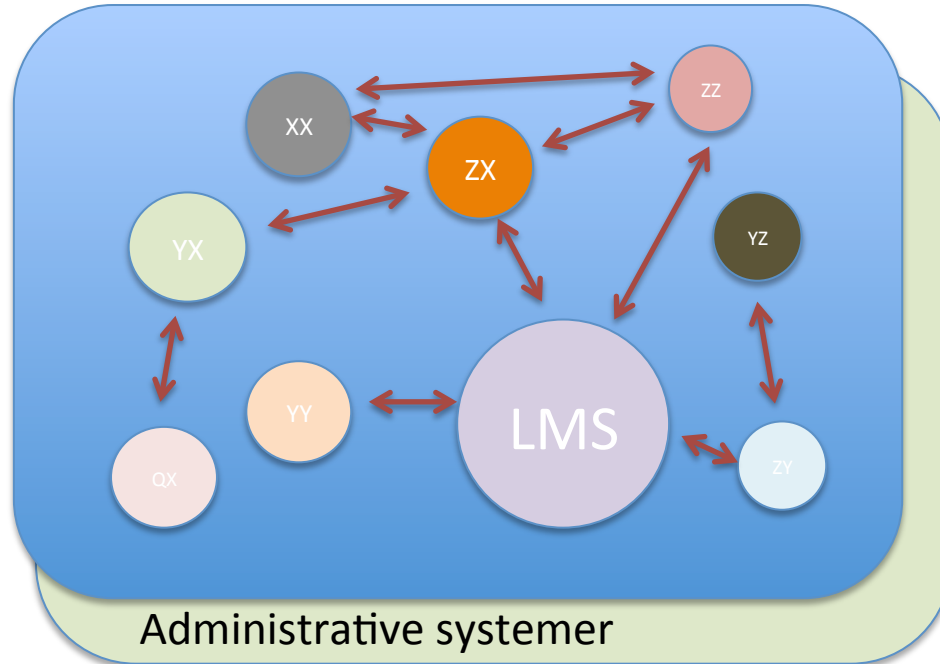 XX
ZZ
ZX
YX
YZ
YY
LMS
ZY
QX
Administrative systemer